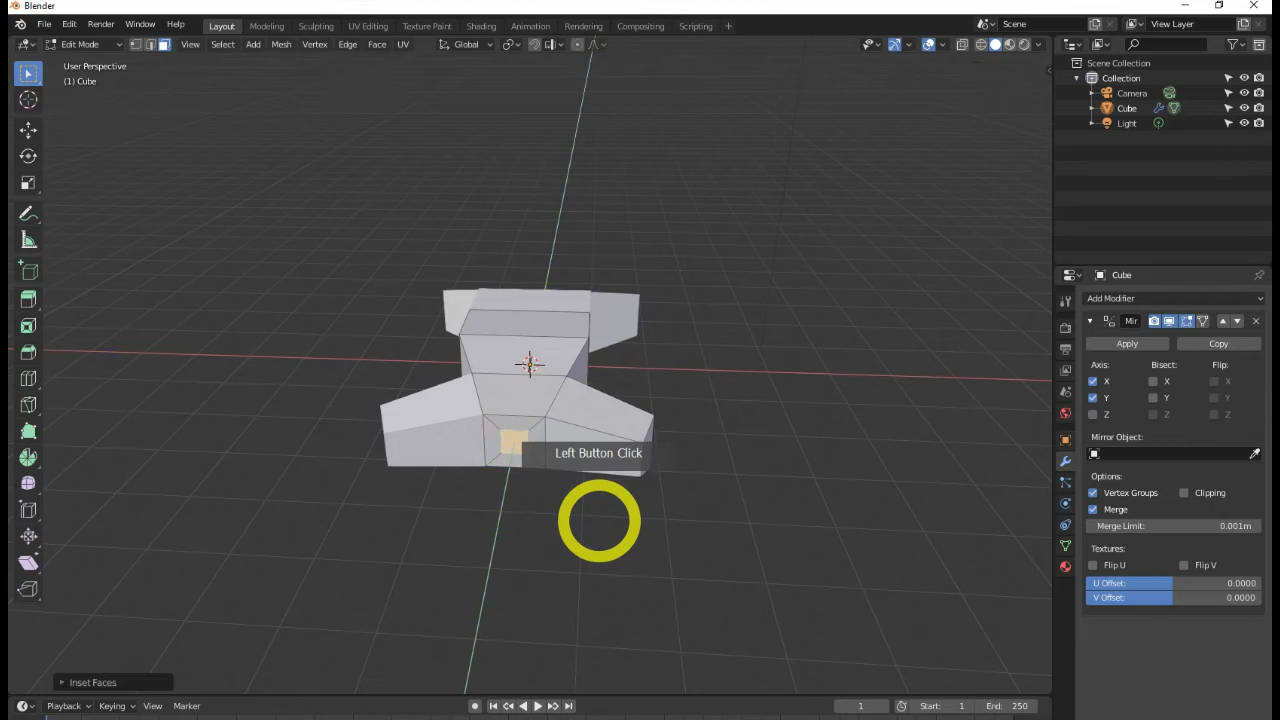 Blender
File Edit Render Window Help
Layout Modeling Sculpting UV Editing Texture Paint Shading Animation Rendering Compositing Scripting +
Scene
View Layer
Edit Mode View Select Add Mesh Vertex Edge Face UV
Global
User Perspective
(1) Cube
Scene Collection
Collection
Camera
Cube
Light
Cube
Add Modifier
Mir
Apply Copy
Axis: Bisect: Flip:
X X X
Y Y Y
Z Z Z
Mirror Object:
Options:
Vertex Groups Clipping
Merge
Merge Limit: 0.001m
Textures:
Flip U Flip V
U Offset: 0.0000
V Offset: 0.0000
Left Button Click
Inset Faces
Playback Keying View Marker
1 Start: 1 End: 250